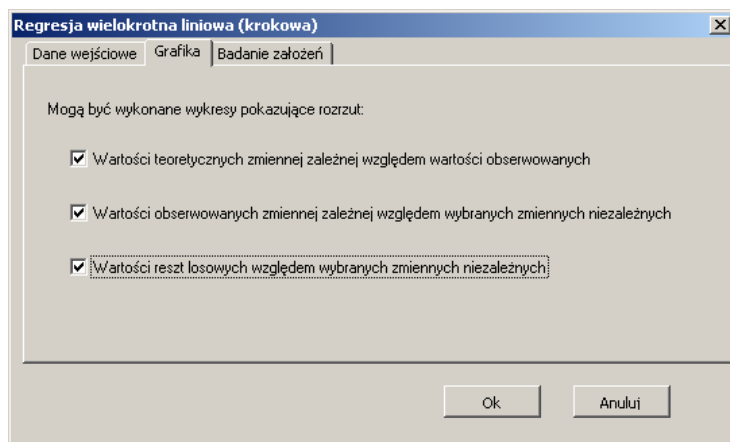 Regresja wielokrotna liniowa (krokowa)
Dane wejściowe Grafika Badanie założeń
Mogą być wykonane wykresy pokazujące rozrzut:
Wartości teoretycznych zmiennej zależnej względem wartości obserwowanych
Wartości obserwowanych zmiennej zależnej względem wybranych zmiennych niezależnych
Wartości reszt losowych względem wybranych zmiennych niezależnych
Ok Anuluj